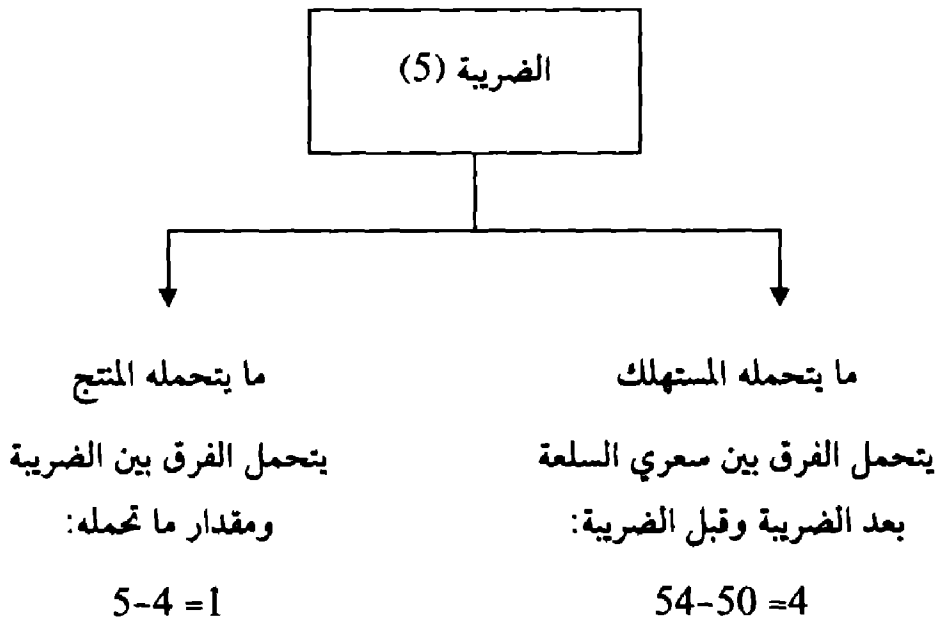 الضريبة (5)
ما يتحمله المستهلك
يتحمل الفرق بين سعري السلعة
بعد الضريبة وقبل الضريبة:
54-50 =4
ما يتحمله المنتج
يتحمل الفرق بين الضريبة
ومقدار ما تحمله:
5-4 =1